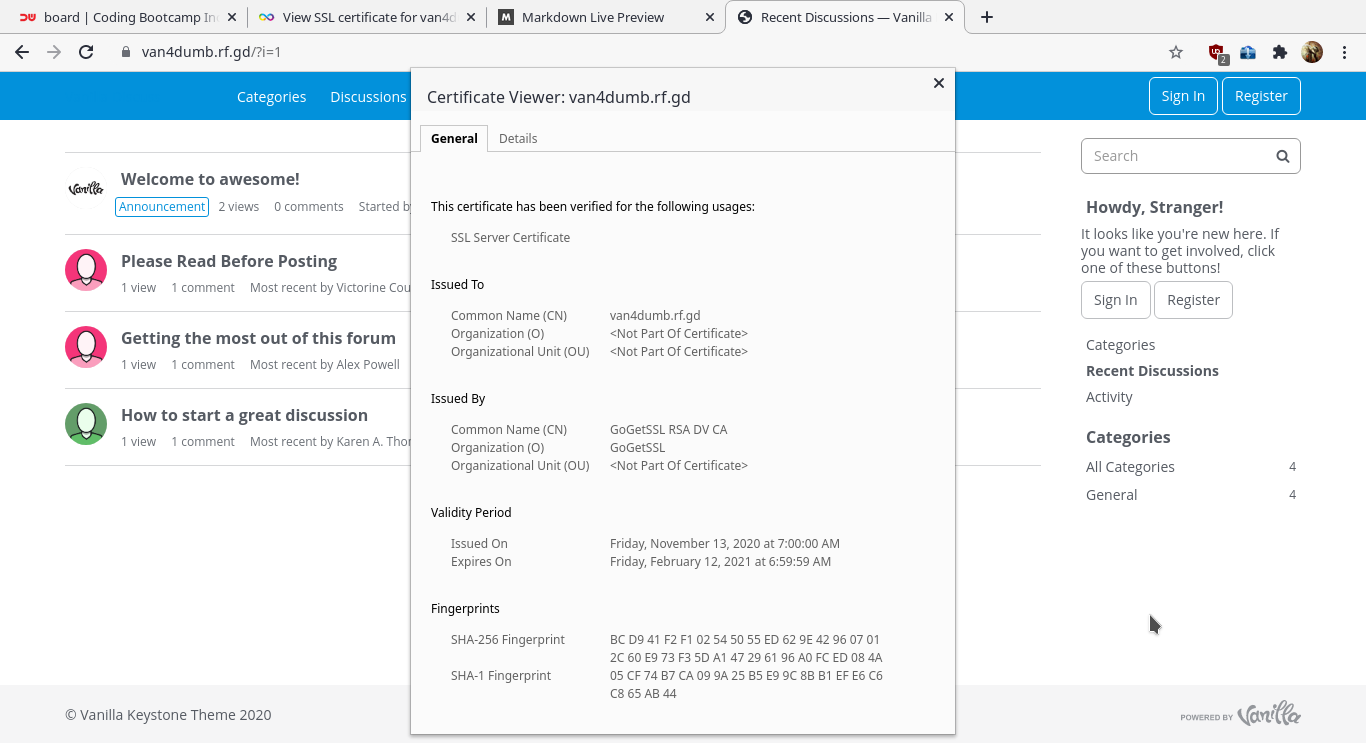 board | Coding Bootcamp In
View SSL certificate for van4d
Markdown Live Preview
Recent Discussions — Vanilla
van4dumb.rf.gd/?i=1
2
Categories
Discussions
Sign In
Register
Certificate Viewer: van4dumb.rf.gd
General
Details
This certificate has been verified for the following usages:
SSL Server Certificate
Issued To
Common Name (CN) van4dumb.rf.gd
Organization (O) <Not Part Of Certificate>
Organizational Unit (OU) <Not Part Of Certificate>
Issued By
Common Name (CN) GoGetSSL RSA DV CA
Organization (O) GoGetSSL
Organizational Unit (OU) <Not Part Of Certificate>
Validity Period
Issued On Friday, November 13, 2020 at 7:00:00 AM
Expires On Friday, February 12, 2021 at 6:59:59 AM
Fingerprints
SHA-256 Fingerprint BC D9 41 F2 F1 02 54 50 55 ED 62 9E 42 96 07 01
2C 60 E9 73 F3 5D A1 47 29 61 96 A0 FC ED 08 4A
SHA-1 Fingerprint 05 CF 74 B7 CA 09 9A 25 B5 E9 9C 8B B1 EF E6 C6
C8 65 AB 44
Vanilla
Welcome to awesome!
Announcement 2 views 0 comments Started by
Please Read Before Posting
1 view 1 comment Most recent by Victorine Cou
Getting the most out of this forum
1 view 1 comment Most recent by Alex Powell
How to start a great discussion
1 view 1 comment Most recent by Karen A. Tho
Search
Howdy, Stranger!
It looks like you're new here. If
you want to get involved, click
one of these buttons!
Sign In
Register
Categories
Recent Discussions
Activity
Categories
All Categories 4
General 4
© Vanilla Keystone Theme 2020
POWERED BY Vanilla